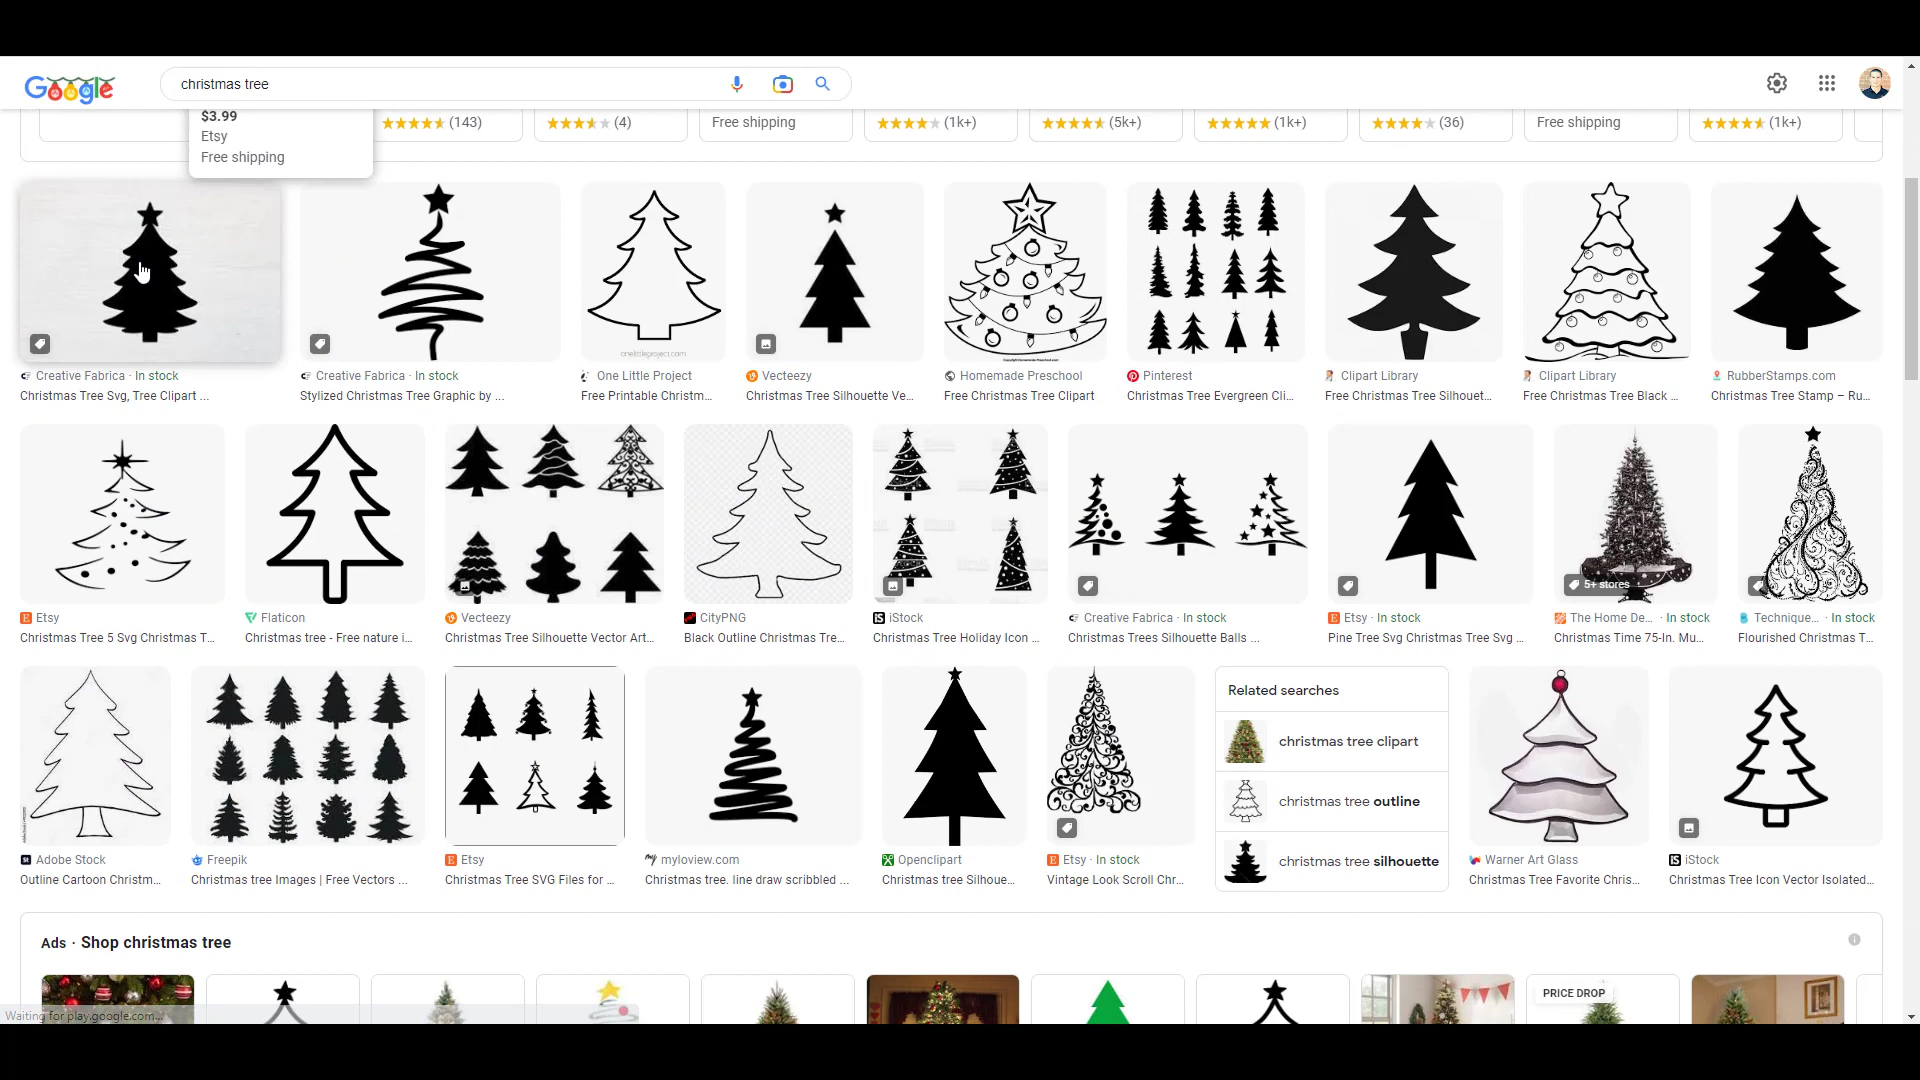 Google
christmas tree
$3.99
Etsy
Free shipping
(143)
(4)
Free shipping
(1k+)
(5k+)
(1k+)
(36)
Free shipping
(1k+)
onelittleproject.com
Creative Fabrica · In stock
Christmas Tree Svg, Tree Clipart ...
Creative Fabrica · In stock
Stylized Christmas Tree Graphic by ...
One Little Project
Free Printable Christm...
Vecteezy
Christmas Tree Silhouette Ve...
Homemade Preschool
Free Christmas Tree Clipart
Pinterest
Christmas Tree Evergreen Cli...
Clipart Library
Free Christmas Tree Silhouet...
Clipart Library
Free Christmas Tree Black ...
RubberStamps.com
Christmas Tree Stamp – Ru...
5+ stores
Etsy
Christmas Tree 5 Svg Christmas T...
Flaticon
Christmas tree - Free nature i...
Vecteezy
Christmas Tree Silhouette Vector Art...
CityPNG
Black Outline Christmas Tre...
iStock
Christmas Tree Holiday Icon ...
Creative Fabrica · In stock
Christmas Trees Silhouette Balls ...
Etsy · In stock
Pine Tree Svg Christmas Tree Svg ...
The Home De... · In stock
Christmas Time 75-In. Mu...
Technique... · In stock
Flourished Christmas T...
Related searches
christmas tree clipart
christmas tree outline
christmas tree silhouette
Adobe Stock
Outline Cartoon Christm...
Freepik
Christmas tree Images | Free Vectors ...
Etsy
Christmas Tree SVG Files for ...
myloview.com
Christmas tree. line draw scribbled ...
Openclipart
Christmas tree Silhoue...
Etsy · In stock
Vintage Look Scroll Chr...
Warner Art Glass
Christmas Tree Favorite Chris...
iStock
Christmas Tree Icon Vector Isolated...
Ads · Shop christmas tree
PRICE DROP
Waiting for play.google.com...